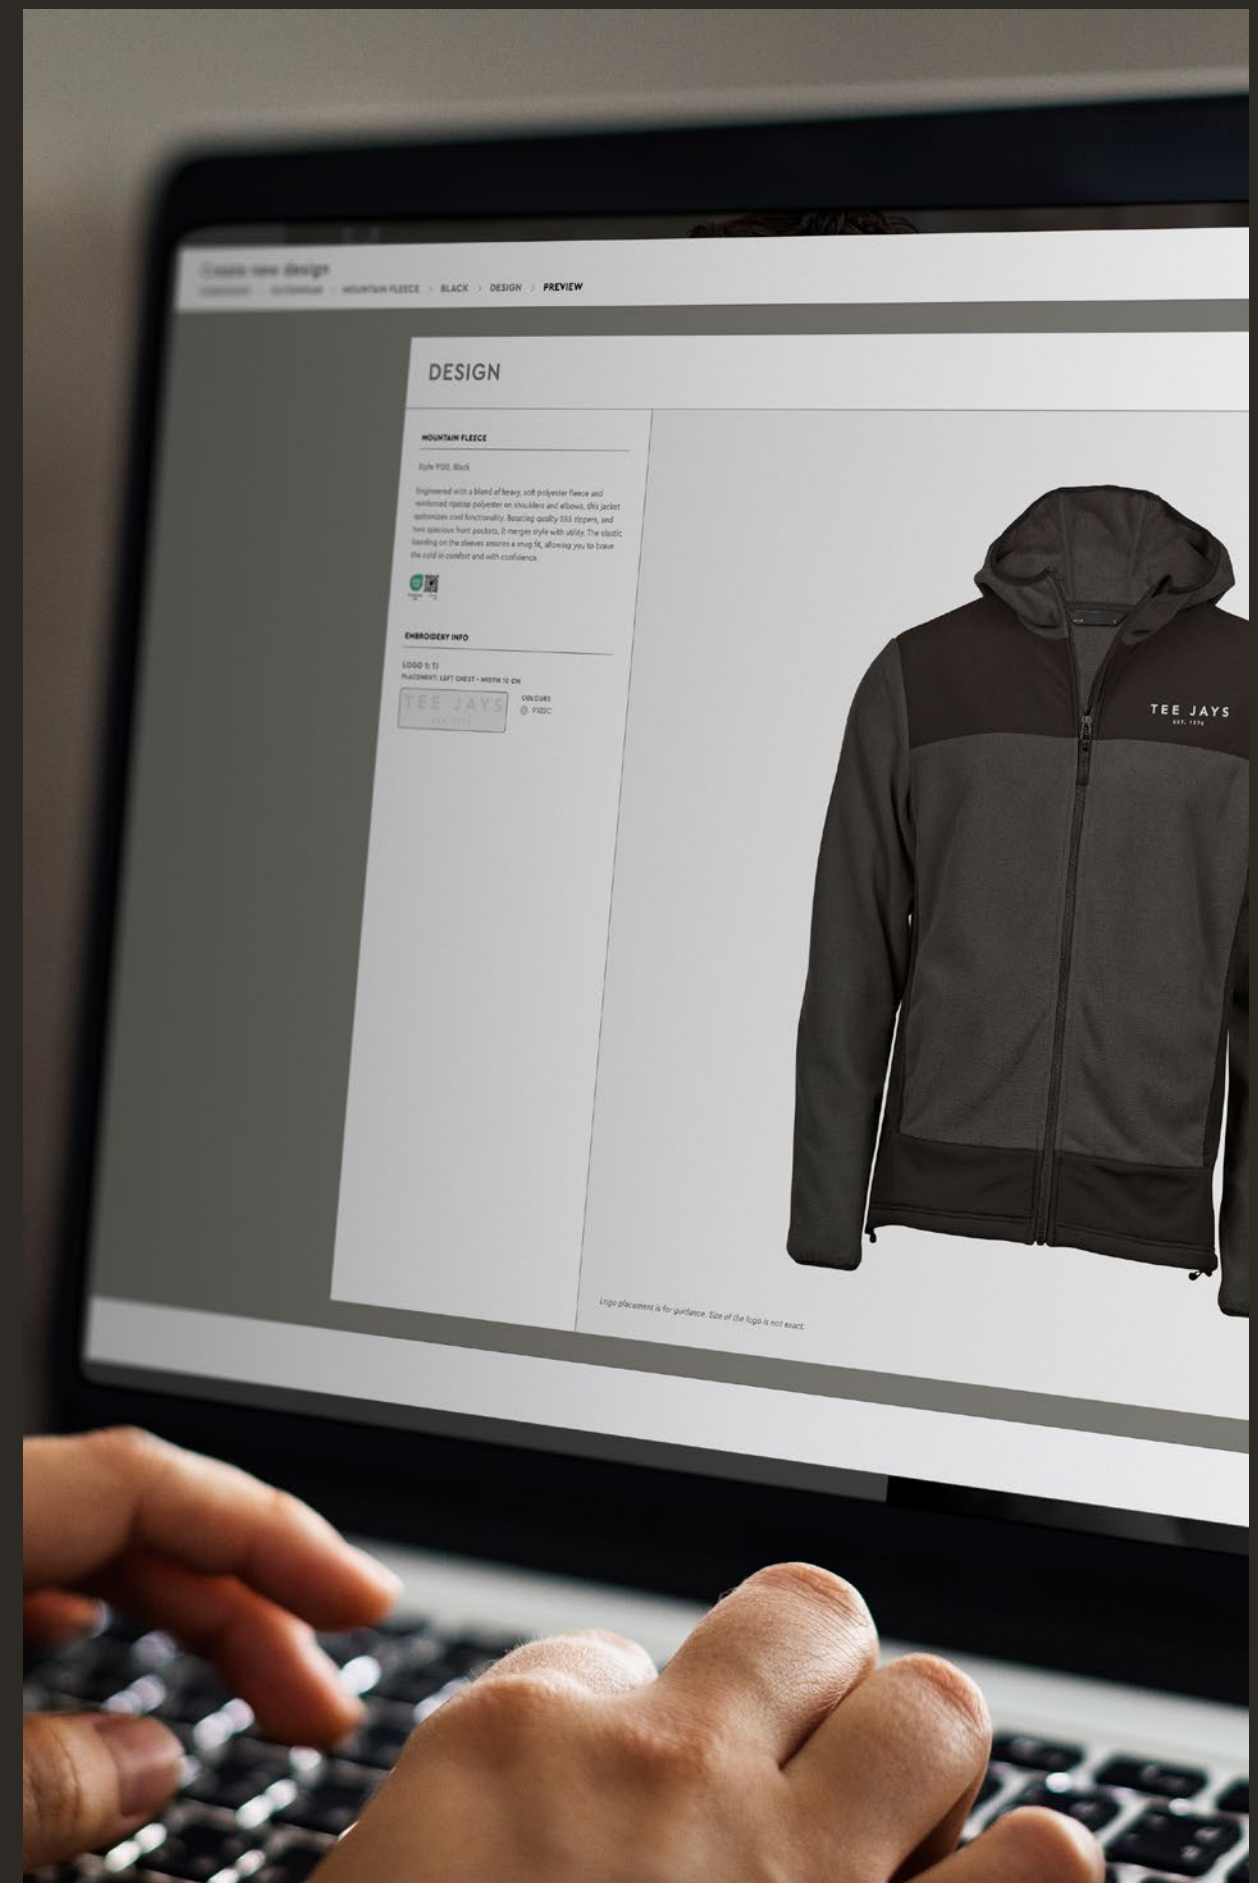 Create new design
MOUNTAIN FLEECE > BLACK > DESIGN > PREVIEW
DESIGN
MOUNTAIN FLEECE
Style 9120, Black
Engineered with a blend of heavy, soft polyester fleece and
reinforced ripstop polyester on shoulders and elbows, this jacket
optimizes cool functionality. Boasting quality SBS zippers, and
two spacious front pockets, it merges style with utility. The elastic
banding on the sleeves ensures a snug fit, allowing you to brave
the cold in comfort and with confidence.
EMBROIDERY INFO
LOGO 1: TJ
PLACEMENT: LEFT CHEST - WIDTH 10 CM
TEE JAYS
EST. 1976
COLOURS
TEE JAYS
EST. 1976
Logo placement is for guidance. Size of the logo is not exact.